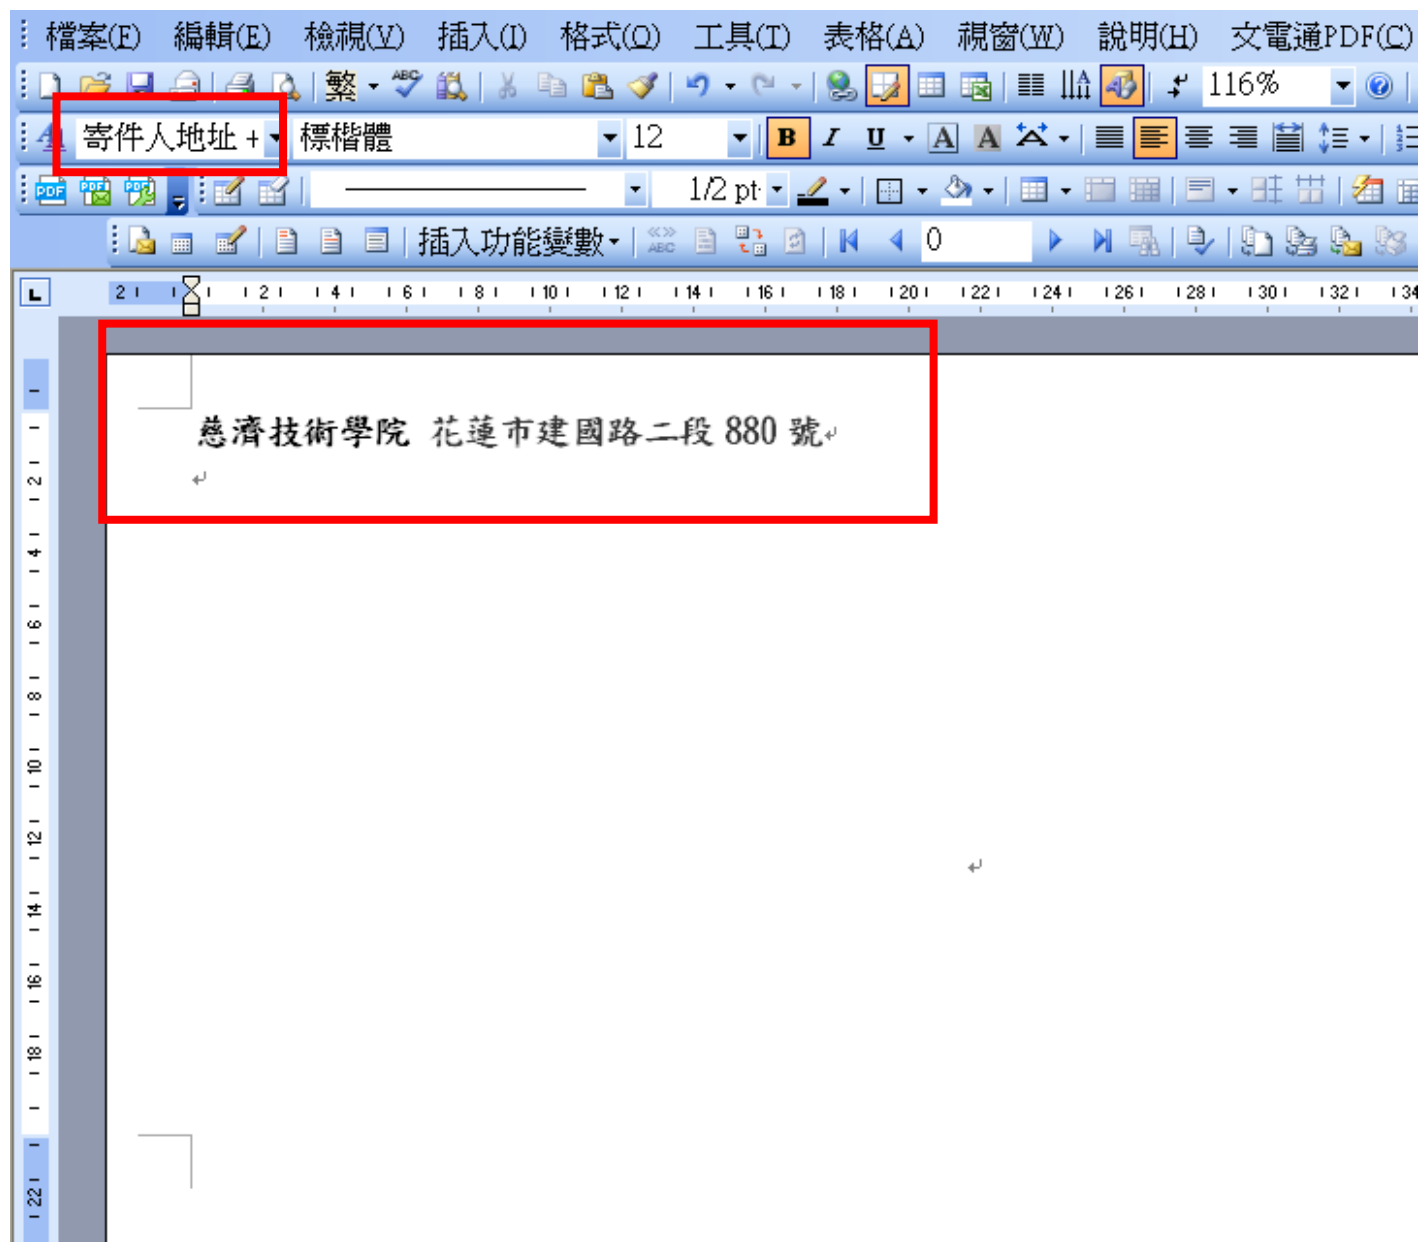 檔案(F) 編輯(E) 檢視(V) 插入(I) 格式(O) 工具(T) 表格(A) 視窗(W) 說明(H) 文電通PDF(C)
繁 ABC 116%
寄件人地址 + 標楷體 12 B I U A A
PDF PDF PDF 1/2 pt
插入功能變數 ABC 0
L 2 2 4 6 8 10 12 14 16 18 20 22 24 26 28 30 32 34
慈濟技術學院 花蓮市建國路二段 880 號
2
4
6
8
10
12
14
16
18
22